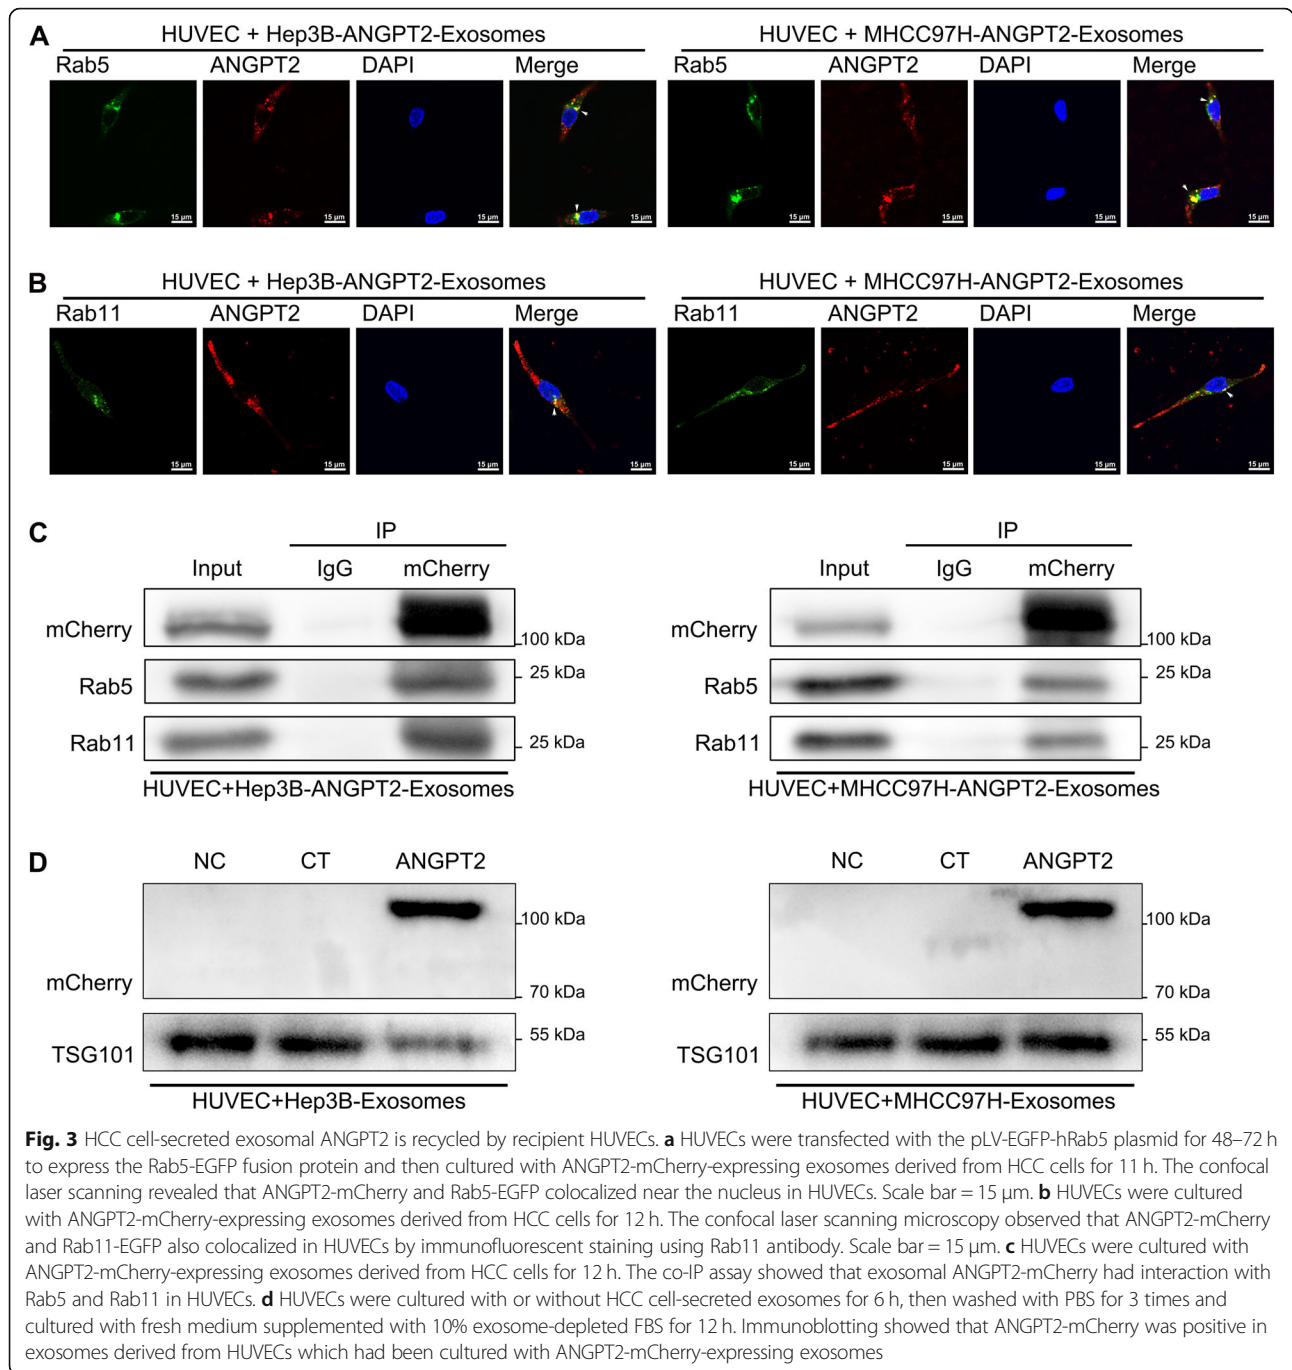 A
HUVEC + Hep3B-ANGPT2-Exosomes
HUVEC + MHCC97H-ANGPT2-Exosomes
Rab5 ANGPT2 DAPI Merge Rab5 ANGPT2 DAPI Merge
15 µm 15 µm 15 µm 15 µm 15 µm 15 µm 15 µm 15 µm
B
HUVEC + Hep3B-ANGPT2-Exosomes
HUVEC + MHCC97H-ANGPT2-Exosomes
Rab11 ANGPT2 DAPI Merge Rab11 ANGPT2 DAPI Merge
15 µm 15 µm 15 µm 15 µm 15 µm 15 µm 15 µm 15 µm
C
IP
Input IgG mCherry
mCherry
100 kDa
Rab5
25 kDa
Rab11
25 kDa
HUVEC+Hep3B-ANGPT2-Exosomes
IP
Input IgG mCherry
mCherry
100 kDa
Rab5
25 kDa
Rab11
25 kDa
HUVEC+MHCC97H-ANGPT2-Exosomes
D
NC CT ANGPT2
100 kDa
mCherry
70 kDa
55 kDa
TSG101
HUVEC+Hep3B-Exosomes
NC CT ANGPT2
100 kDa
mCherry
70 kDa
55 kDa
TSG101
HUVEC+MHCC97H-Exosomes
Fig. 3 HCC cell-secreted exosomal ANGPT2 is recycled by recipient HUVECs. a HUVECs were transfected with the pLV-EGFP-hRab5 plasmid for 48–72 h
to express the Rab5-EGFP fusion protein and then cultured with ANGPT2-mCherry-expressing exosomes derived from HCC cells for 11 h. The confocal
laser scanning revealed that ANGPT2-mCherry and Rab5-EGFP colocalized near the nucleus in HUVECs. Scale bar = 15 µm. b HUVECs were cultured
with ANGPT2-mCherry-expressing exosomes derived from HCC cells for 12 h. The confocal laser scanning microscopy observed that ANGPT2-mCherry
and Rab11-EGFP also colocalized in HUVECs by immunofluorescent staining using Rab11 antibody. Scale bar = 15 µm. c HUVECs were cultured with
ANGPT2-mCherry-expressing exosomes derived from HCC cells for 12 h. The co-IP assay showed that exosomal ANGPT2-mCherry had interaction with
Rab5 and Rab11 in HUVECs. d HUVECs were cultured with or without HCC cell-secreted exosomes for 6 h, then washed with PBS for 3 times and
cultured with fresh medium supplemented with 10% exosome-depleted FBS for 12 h. Immunoblotting showed that ANGPT2-mCherry was positive in
exosomes derived from HUVECs which had been cultured with ANGPT2-mCherry-expressing exosomes